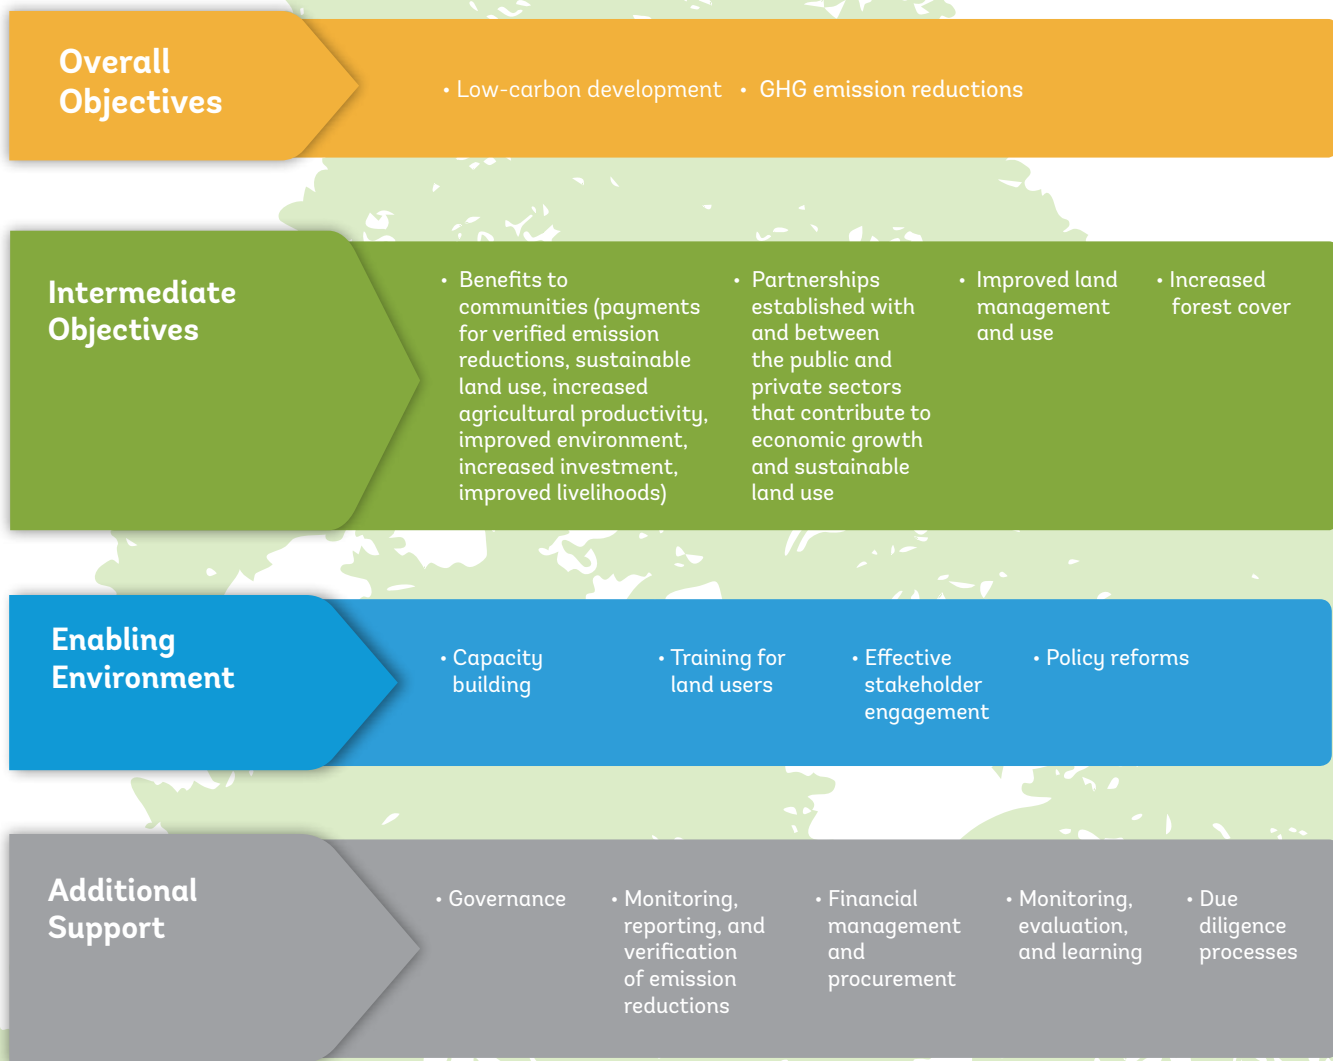 Overall
Objectives
• Low-carbon development • GHG emission reductions
Intermediate
Objectives
• Benefits to
communities (payments
for verified emission
reductions, sustainable
land use, increased
agricultural productivity,
improved environment,
increased investment,
improved livelihoods)
• Partnerships
established with
and between
the public and
private sectors
that contribute to
economic growth
and sustainable
land use
• Improved land
management
and use
• Increased
forest cover
Enabling
Environment
• Capacity
building
• Training for
land users
• Effective
stakeholder
engagement
• Policy reforms
Additional
Support
• Governance
• Monitoring,
reporting, and
verification
of emission
reductions
• Financial
management
and
procurement
• Monitoring,
evaluation,
and learning
• Due
diligence
processes